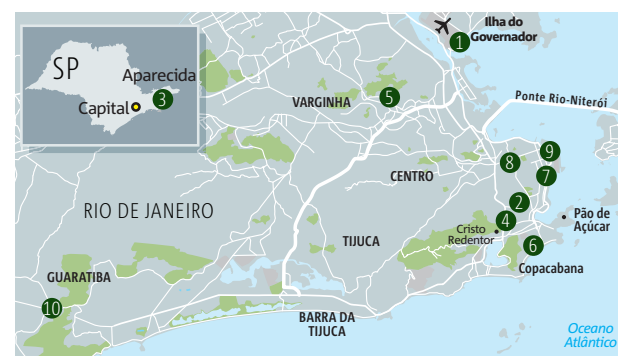 SP
Aparecida
3
Capital
Ilha do
Governador
1
VARGINHA
5
Ponte Rio-Niterói
CENTRO
8
9
7
2
4
Cristo
Redentor
Pão de
Açúcar
6
Copacabana
RIO DE JANEIRO
TIJUCA
GUARATIBA
10
BARRA DA
TIJUCA
Oceano
Atlântico